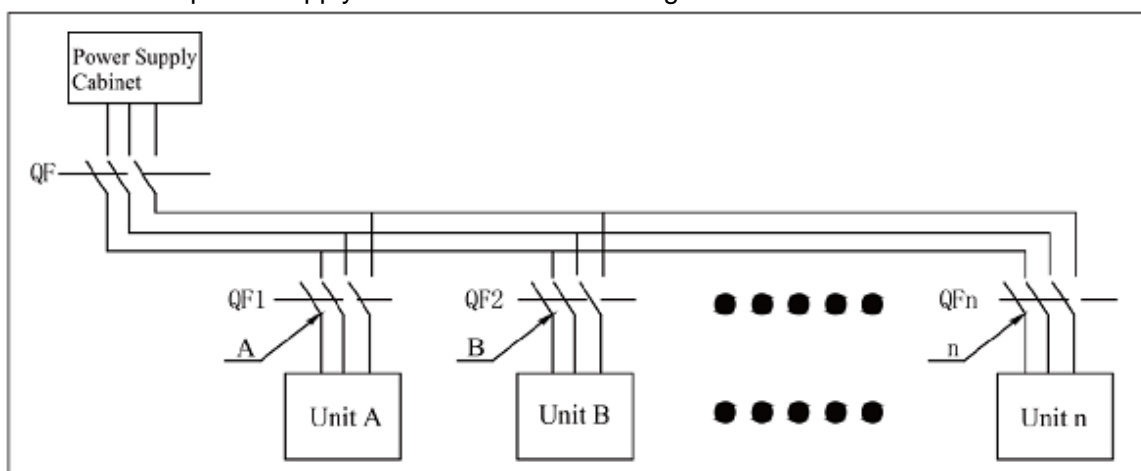 Power Supply
Cabinet
QF
QF1
QF2
QFn
A
B
n
Unit A
Unit B
Unit n